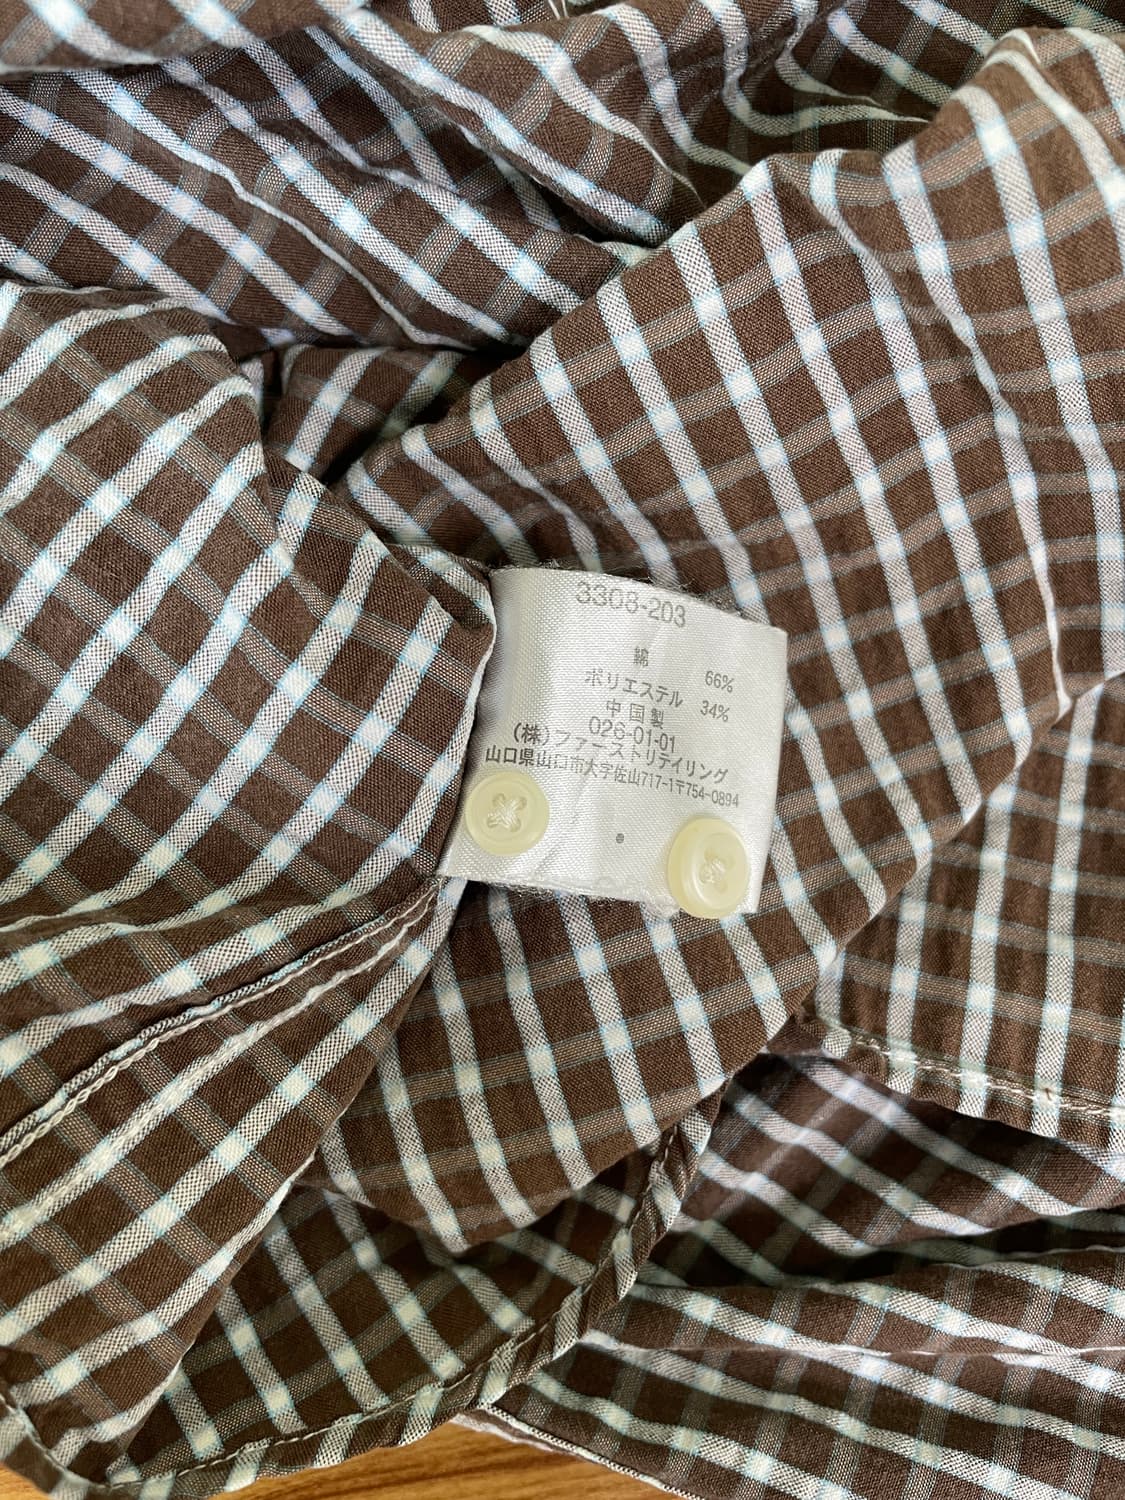 3308-203
綿 66%
ポリエステル 34%
中国製
026-01-01
(株)ファーストリテイリング
山口県山口市大字佐山717-1〒754-0894